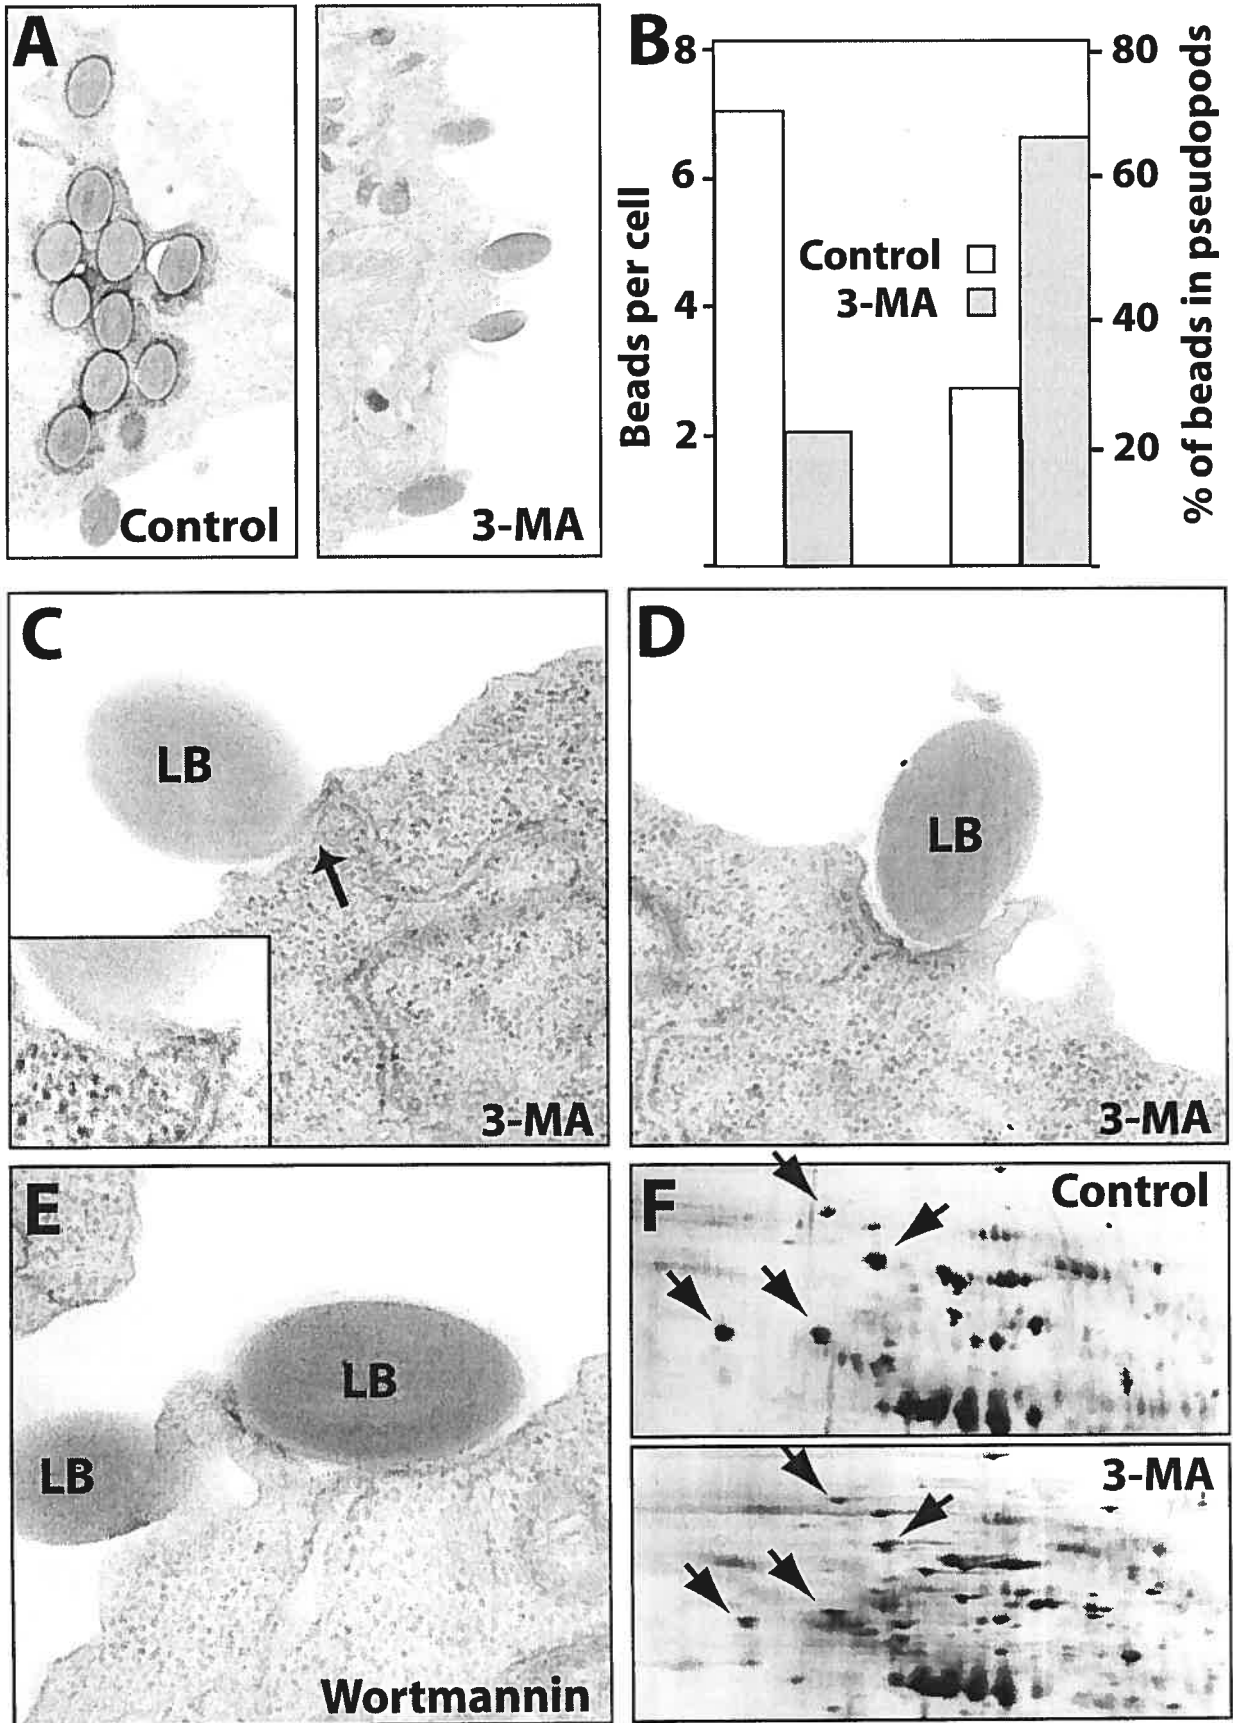 A
Control
3-MA
B
8
6
4
2
Beads per cell
Control
3-MA
80
60
40
20
% of beads in pseudopods
C
LB
3-MA
D
LB
3-MA
E
LB
LB
Wortmannin
F
Control
3-MA